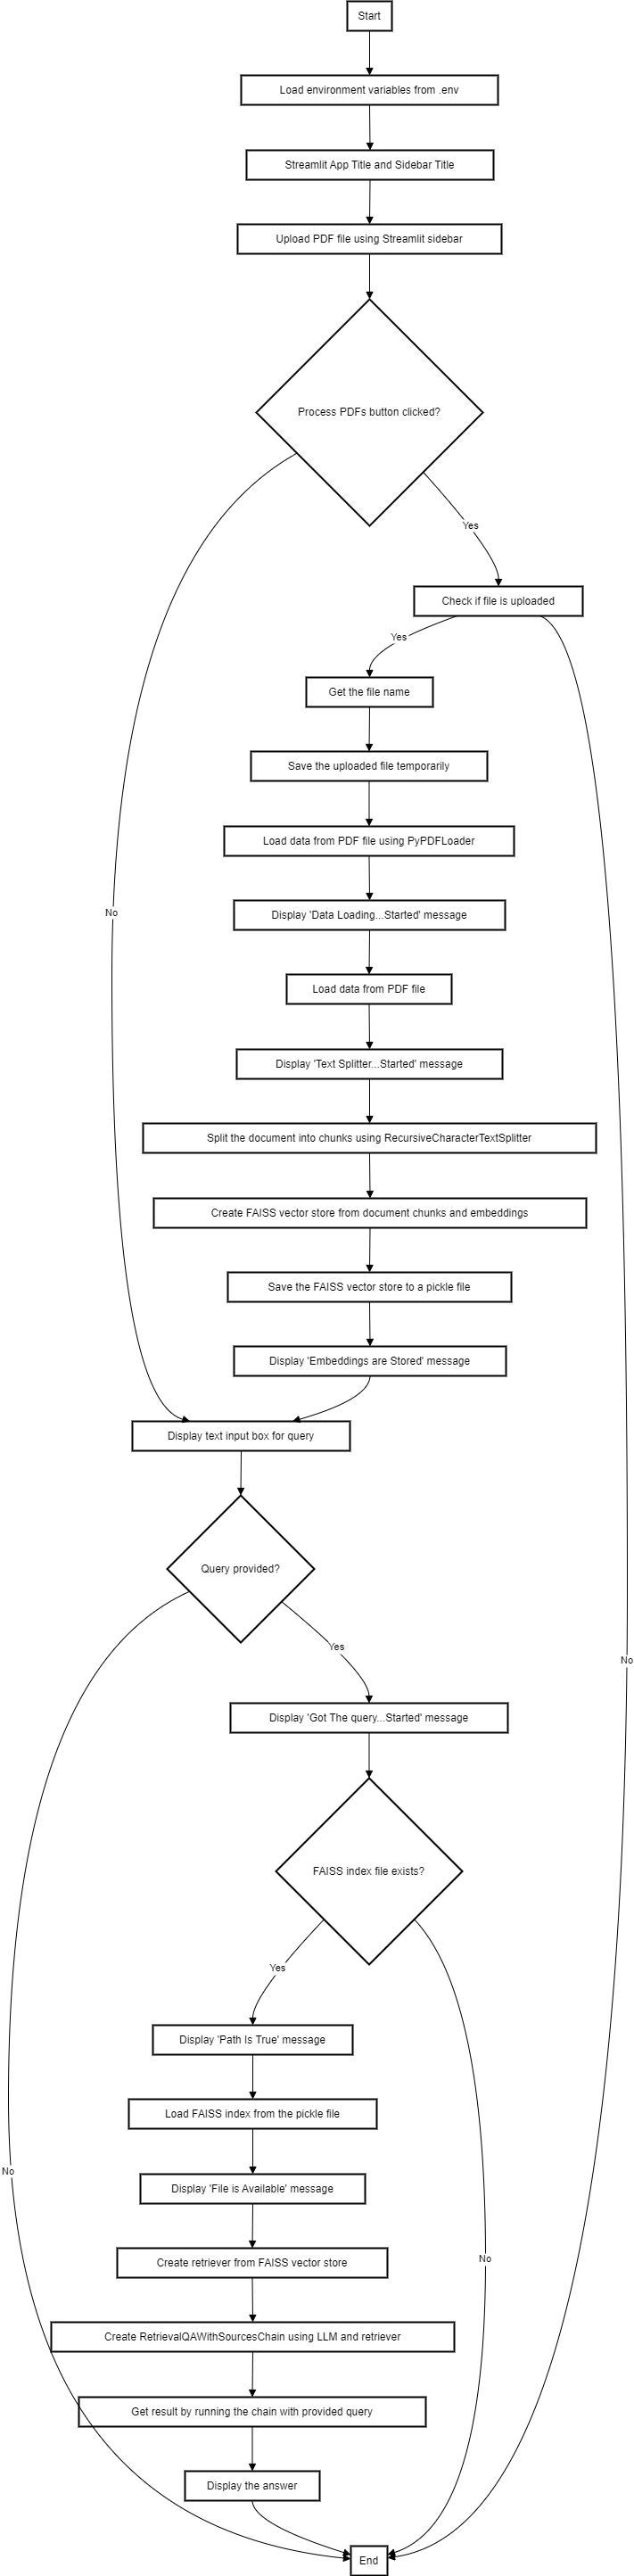 Start
Load environment variables from .env
Streamlit App Title and Sidebar Title
Upload PDF file using Streamlit sidebar
Process PDFs button clicked?
Yes
Check if file is uploaded
Yes
Get the file name
Save the uploaded file temporarily
Load data from PDF file using PyPDFLoader
No
Display 'Data Loading...Started' message
Load data from PDF file
Display 'Text Splitter...Started' message
Split the document into chunks using RecursiveCharacterTextSplitter
Create FAISS vector store from document chunks and embeddings
Save the FAISS vector store to a pickle file
Display 'Embeddings are Stored' message
Display text input box for query
Query provided?
Yes
No
Display 'Got The query...Started' message
FAISS index file exists?
Yes
Display 'Path Is True' message
Load FAISS index from the pickle file
No
Display 'File is Available' message
No
Create retriever from FAISS vector store
Create RetrievalQAWithSourcesChain using LLM and retriever
Get result by running the chain with provided query
Display the answer
End